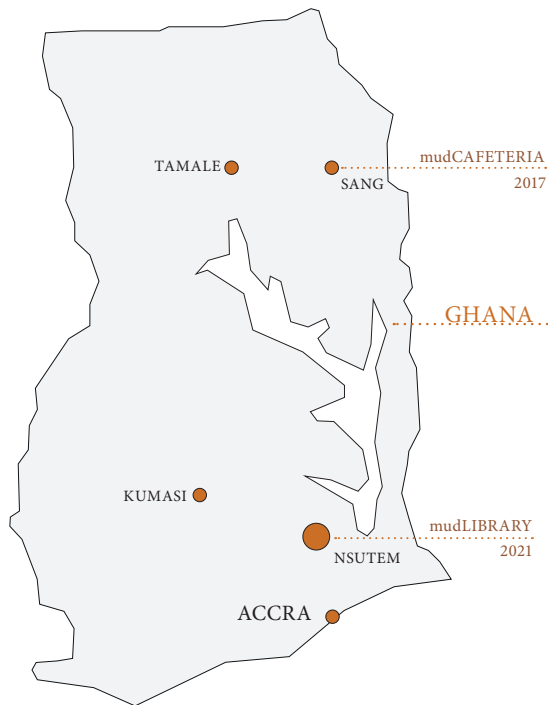 mudCAFETERIA
TAMALE
SANG
2017
GHANA
KUMASI
mudLIBRARY
2021
NSUTEM
ACCRA